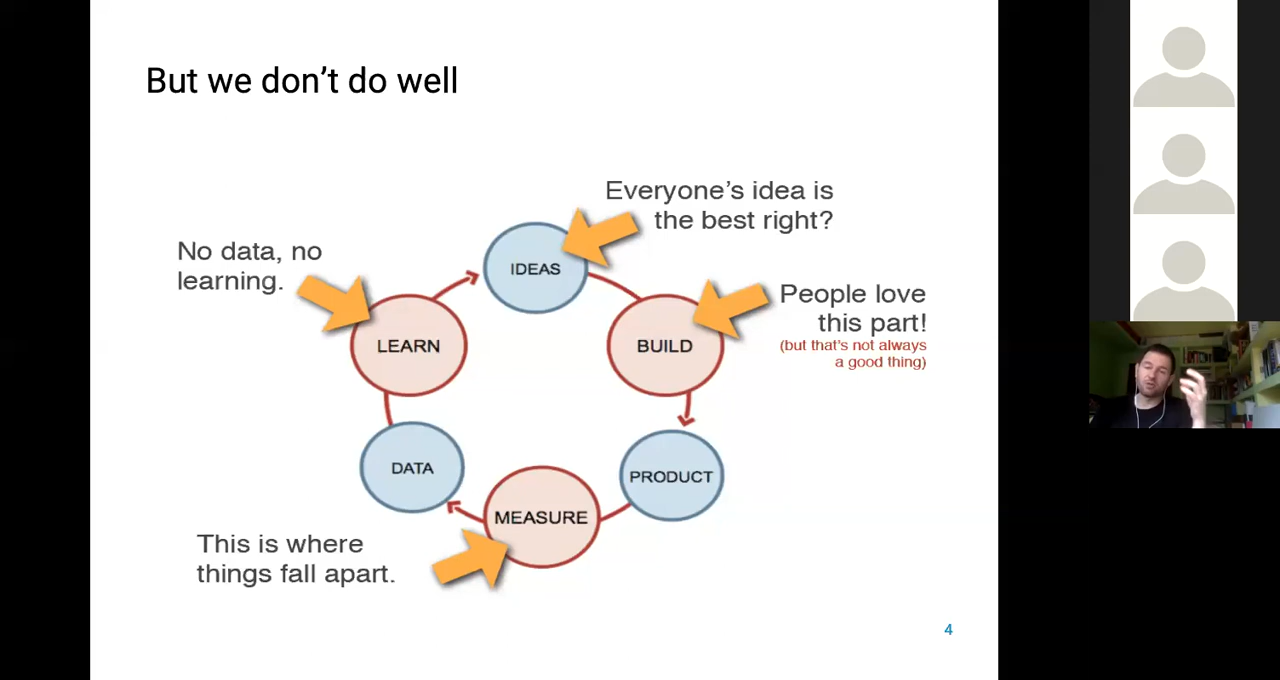 But we don't do well
Everyone's idea is
the best right?
No data, no
learning.
IDEAS
People love
this part!
(but that's not always
a good thing)
LEARN
BUILD
DATA
PRODUCT
MEASURE
This is where
things fall apart.
4